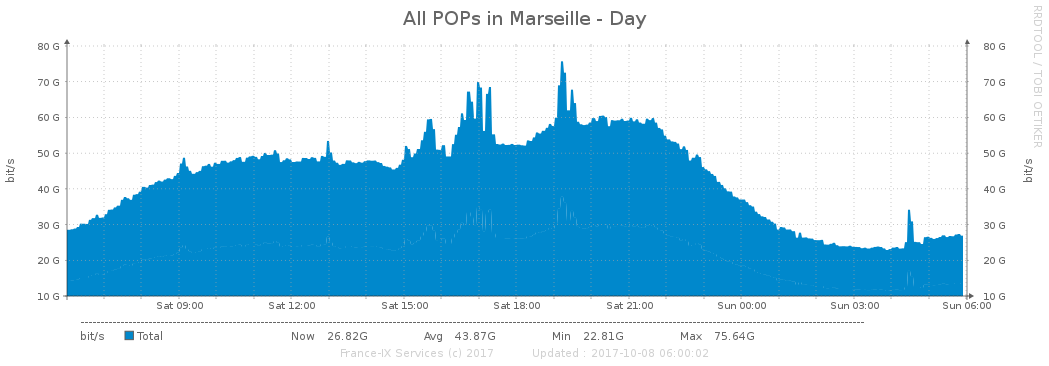 All POPs in Marseille - Day
RRDTOOL / TOBI OETIKER
80 G 80 G
70 G 70 G
60 G 60 G
50 G 50 G
bit/s bit/s
40 G 40 G
30 G 30 G
20 G 20 G
10 G 10 G
Sat 09:00 Sat 12:00 Sat 15:00 Sat 18:00 Sat 21:00 Sun 00:00 Sun 03:00 Sun 06:00
bit/s Total Now 26.82G Avg 43.87G Min 22.81G Max 75.64G
France-IX Services (c) 2017 Updated : 2017-10-08 06:00:02